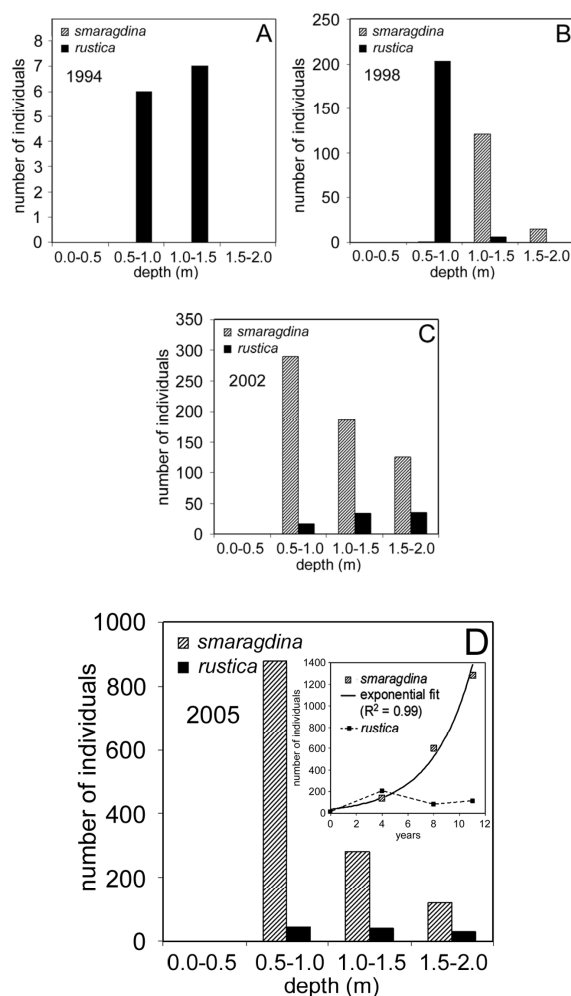 A
smaragdina
rustica
1994
number of individuals
8
7
6
5
4
3
2
1
0
0.0-0.5 0.5-1.0 1.0-1.5 1.5-2.0
depth (m)
B
smaragdina
rustica
1998
number of individuals
250
200
150
100
50
0
0.0-0.5 0.5-1.0 1.0-1.5 1.5-2.0
depth (m)
C
smaragdina
rustica
2002
number of individuals
350
300
250
200
150
100
50
0
0.0-0.5 0.5-1.0 1.0-1.5 1.5-2.0
depth (m)
D
smaragdina
rustica
2005
number of individuals
1000
800
600
400
200
0
0.0-0.5 0.5-1.0 1.0-1.5 1.5-2.0
depth (m)
smaragdina
exponential fit
(R² = 0.99)
rustica
number of individuals
1400
1200
1000
800
600
400
200
0
0 2 4 6 8 10 12
years